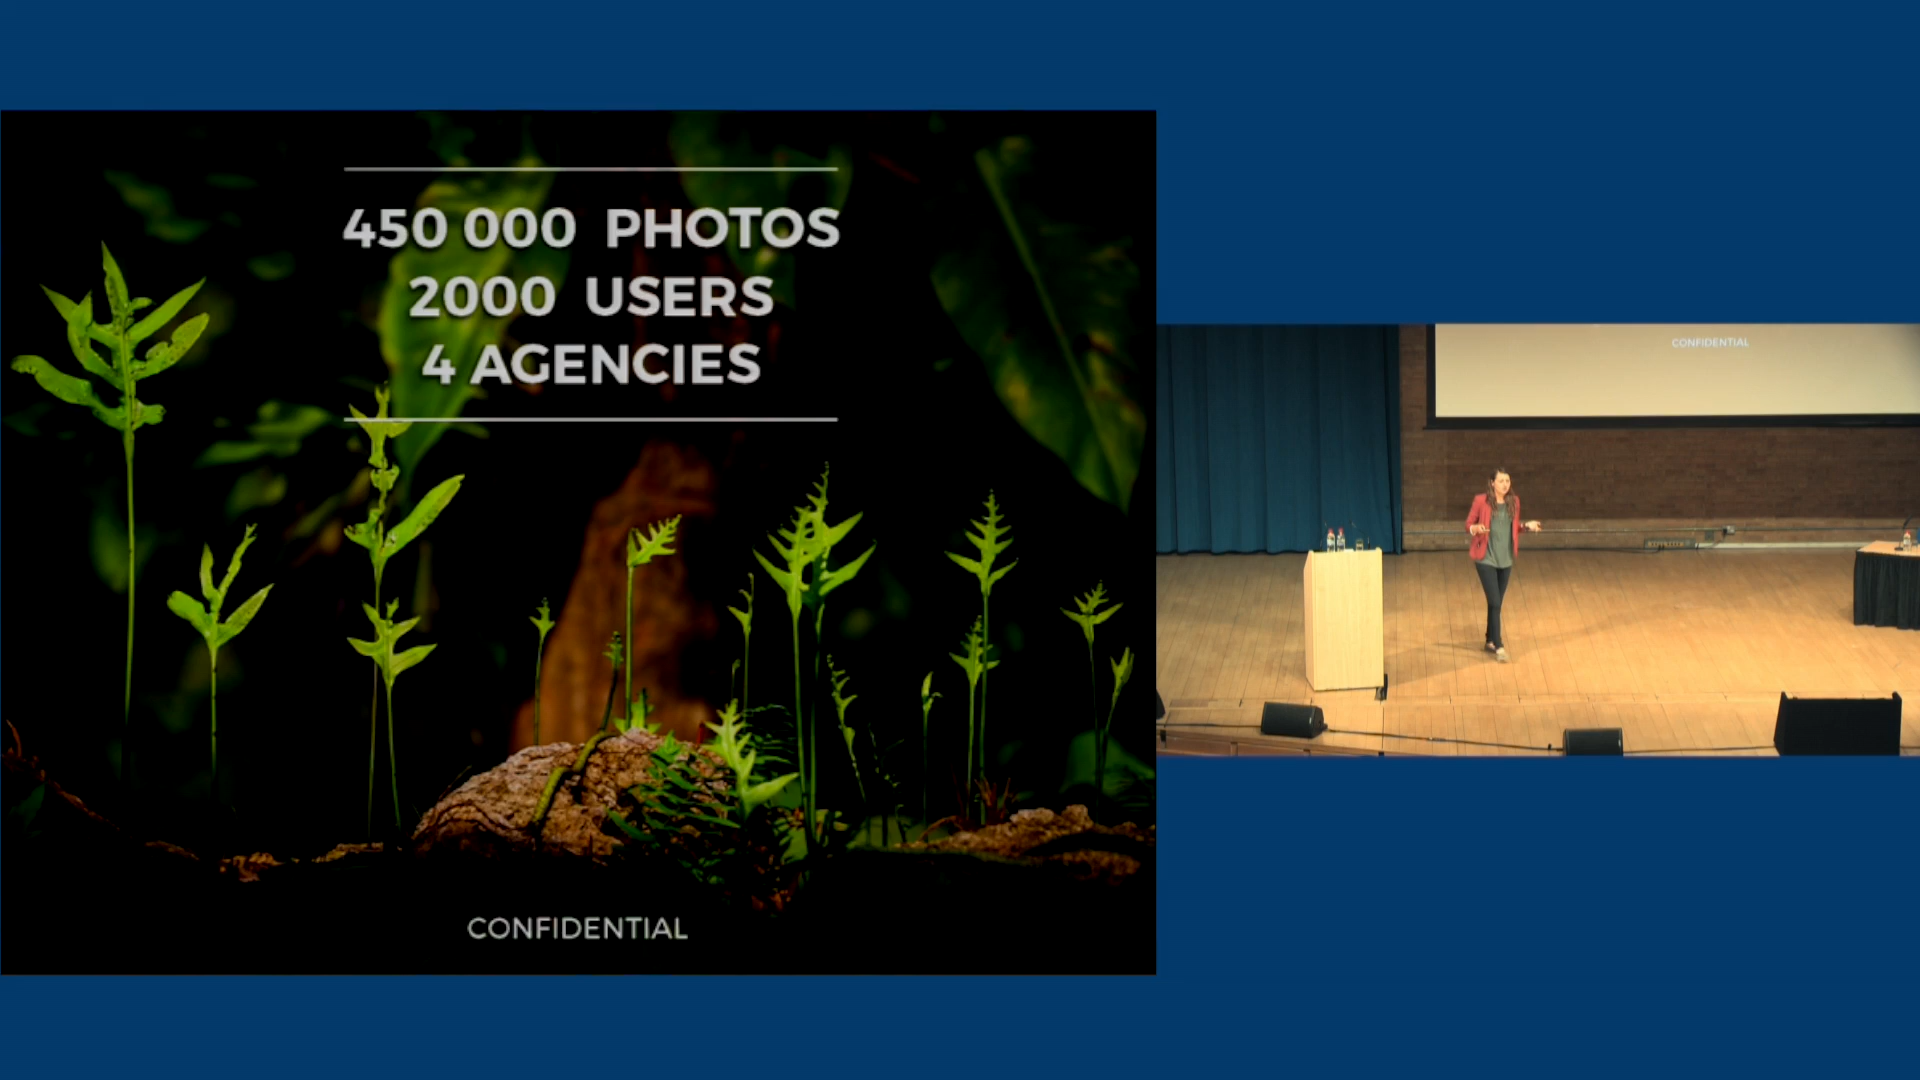 450 000 PHOTOS
2000 USERS
4 AGENCIES
CONFIDENTIAL
CONFIDENTIAL